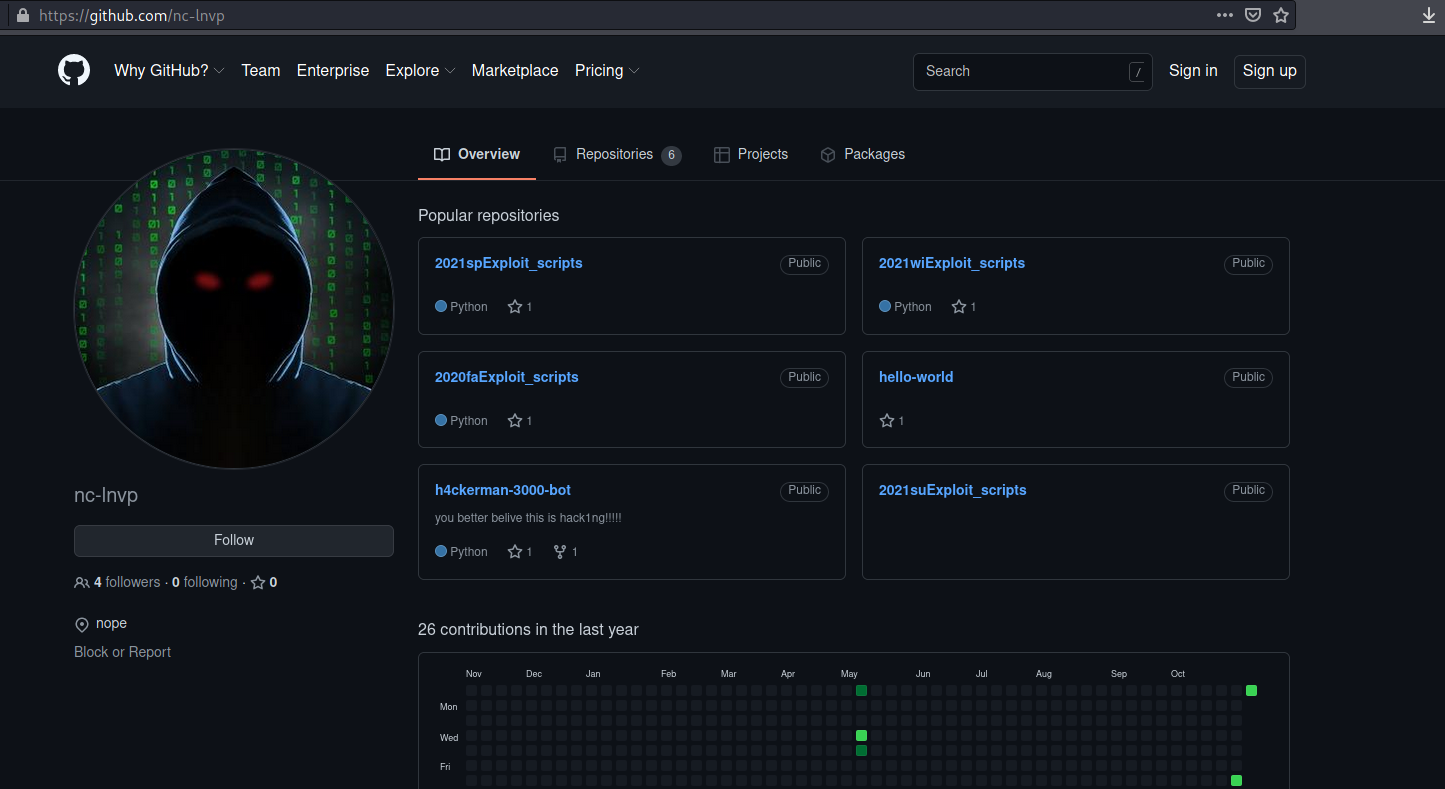 https://github.com/nc-lnvp
Why GitHub? Team Enterprise Explore Marketplace Pricing Search / Sign in Sign up
Overview Repositories 6 Projects Packages
Popular repositories
2021spExploit_scripts Public
Python 1
2021wiExploit_scripts Public
Python 1
2020faExploit_scripts Public
Python 1
hello-world Public
1
h4ckerman-3000-bot Public
you better belive this is hack1ng!!!!!
Python 1 1
2021suExploit_scripts Public
nc-lnvp
Follow
4 followers · 0 following · 0
nope
Block or Report
26 contributions in the last year
Nov Dec Jan Feb Mar Apr May Jun Jul Aug Sep Oct
Mon
Wed
Fri